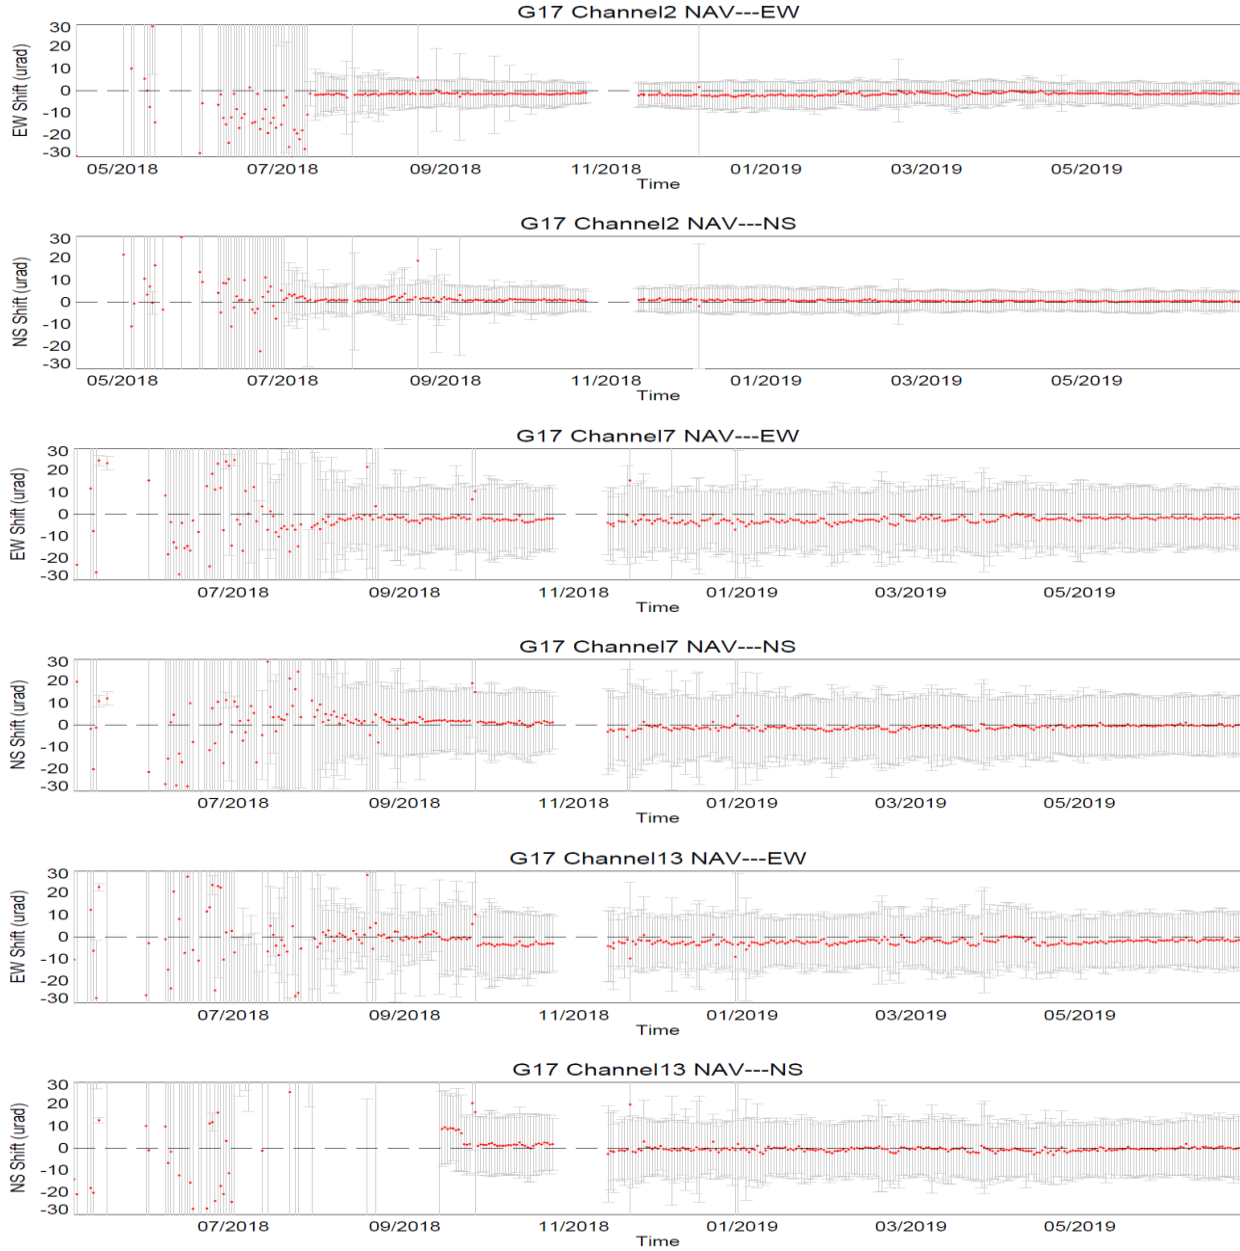 G17 Channel2 NAV---EW
EW Shift (urad)
30
20
10
0
-10
-20
-30
05/2018 07/2018 09/2018 11/2018 01/2019 03/2019 05/2019
Time
G17 Channel2 NAV---NS
NS Shift (urad)
30
20
10
0
-10
-20
-30
05/2018 07/2018 09/2018 11/2018 01/2019 03/2019 05/2019
Time
G17 Channel7 NAV---EW
EW Shift (urad)
30
20
10
0
-10
-20
-30
07/2018 09/2018 11/2018 01/2019 03/2019 05/2019
Time
G17 Channel7 NAV---NS
NS Shift (urad)
30
20
10
0
-10
-20
-30
07/2018 09/2018 11/2018 01/2019 03/2019 05/2019
Time
G17 Channel13 NAV---EW
EW Shift (urad)
30
20
10
0
-10
-20
-30
07/2018 09/2018 11/2018 01/2019 03/2019 05/2019
Time
G17 Channel13 NAV---NS
NS Shift (urad)
30
20
10
0
-10
-20
-30
07/2018 09/2018 11/2018 01/2019 03/2019 05/2019
Time